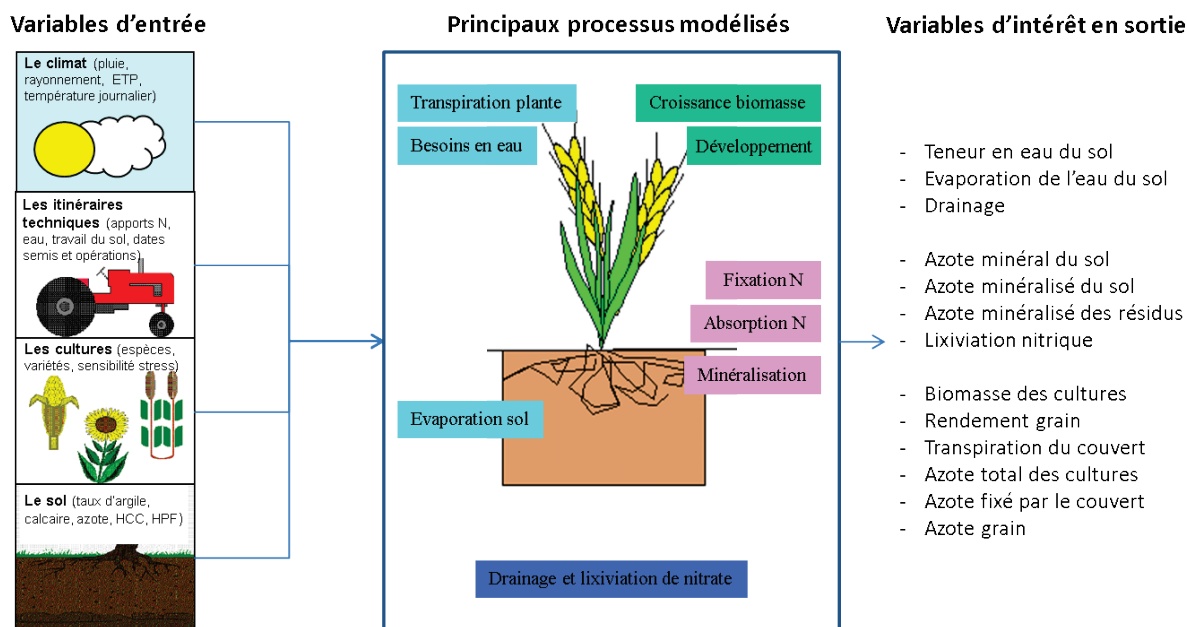 Variables d'entrée
Le climat (pluie,
rayonnement, ETP,
température journalier)
Les itinéraires
techniques (apports N,
eau, travail du sol, dates
semis et opérations)
Les cultures (espèces,
variétés, sensibilité stress)
Le sol (taux d'argile,
calcaire, azote, HCC, HPF)
Principaux processus modélisés
Transpiration plante
Croissance biomasse
Besoins en eau
Développement
Fixation N
Absorption N
Minéralisation
Evaporation sol
Drainage et lixiviation de nitrate
Variables d'intérêt en sortie
- Teneur en eau du sol
- Evaporation de l'eau du sol
- Drainage
- Azote minéral du sol
- Azote minéralisé du sol
- Azote minéralisé des résidus
- Lixiviation nitrique
- Biomasse des cultures
- Rendement grain
- Transpiration du couvert
- Azote total des cultures
- Azote fixé par le couvert
- Azote grain